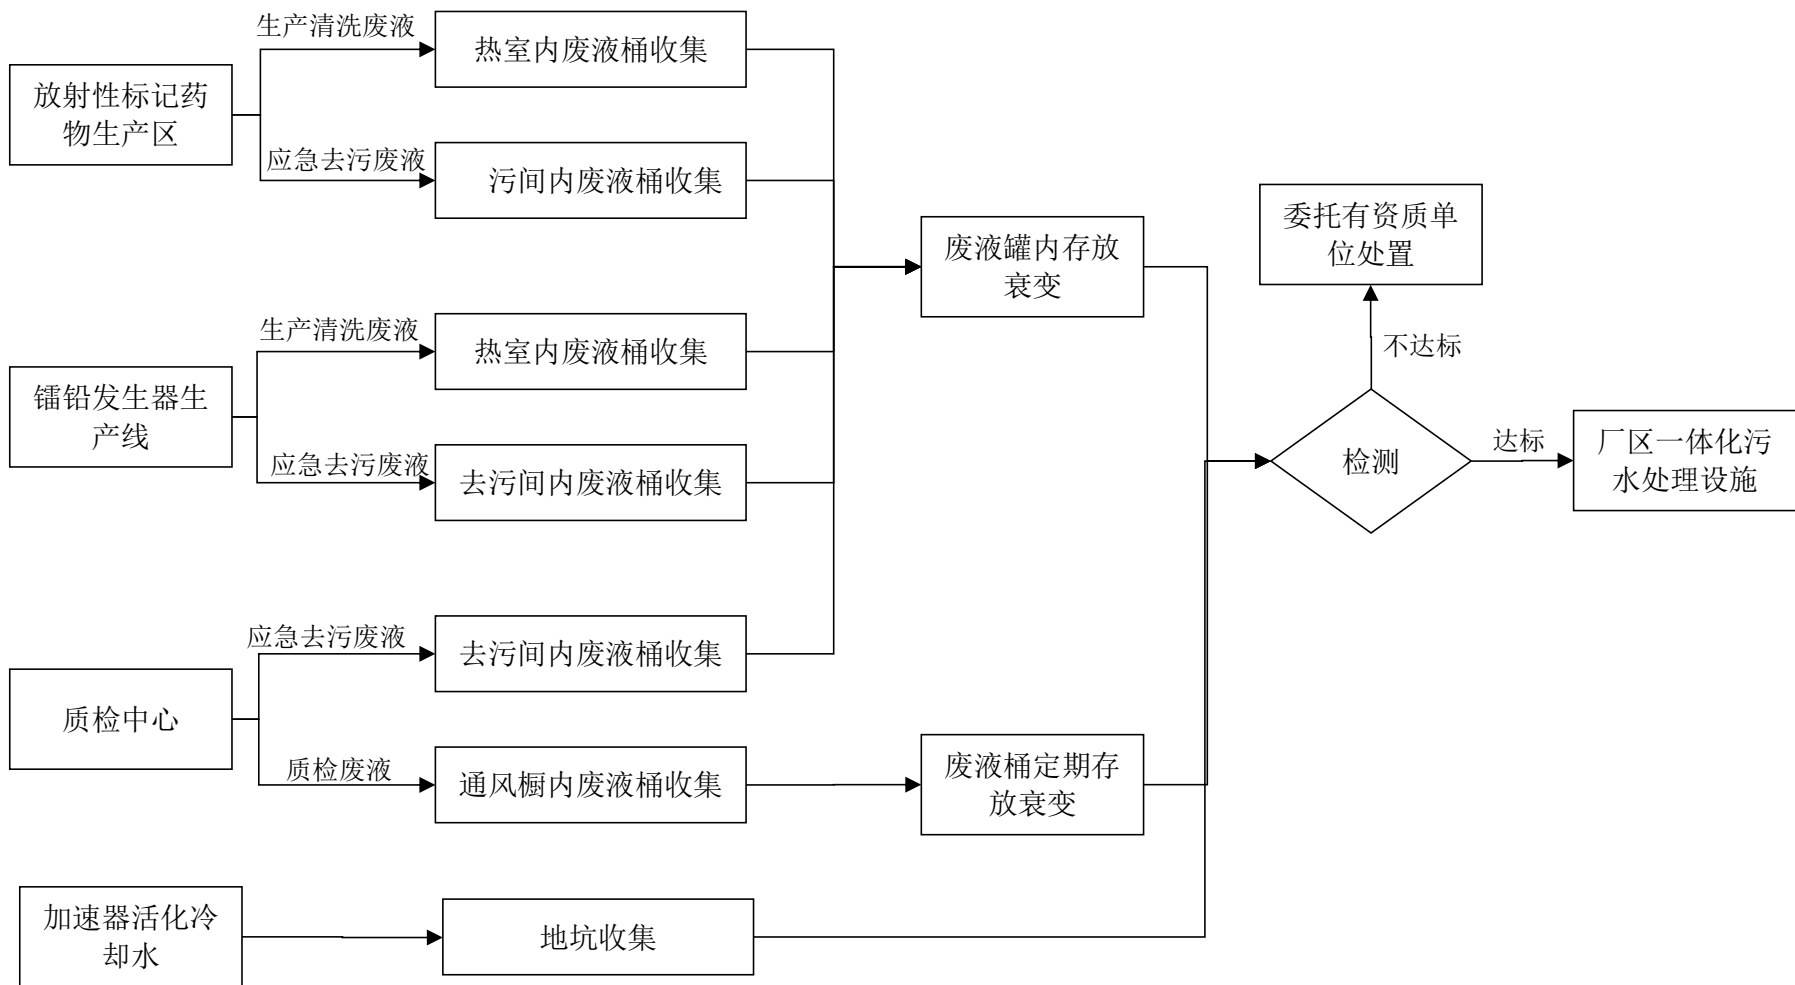 生产清洗废液
热室内废液桶收集
放射性标记药
物生产区
应急去污废液
污间内废液桶收集
委托有资质单
位处置
废液罐内存放
衰变
生产清洗废液
热室内废液桶收集
不达标
镭铅发生器生
产线
应急去污废液
去污间内废液桶收集
检测
达标
厂区一体化污
水处理设施
应急去污废液
去污间内废液桶收集
质检中心
质检废液
通风橱内废液桶收集
废液桶定期存
放衰变
加速器活化冷
却水
地坑收集